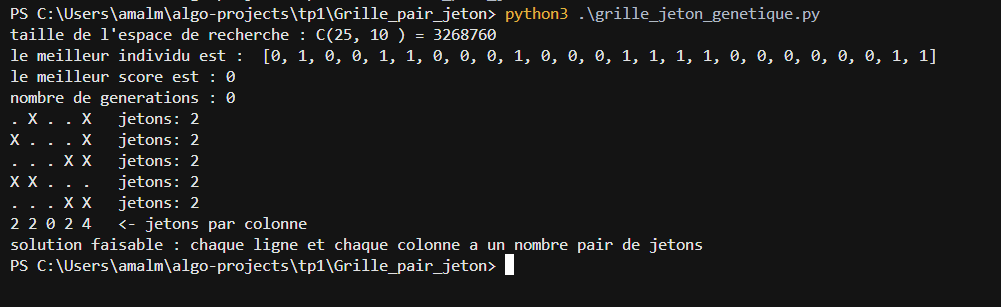 PS C:\Users\amalm\algo-projects\tp1\Grille_pair_jeton> python3 .\grille_jeton_genetique.py
taille de l'espace de recherche : C(25, 10 ) = 3268760
le meilleur individu est :  [0, 1, 0, 0, 1, 1, 0, 0, 0, 1, 0, 0, 0, 1, 1, 1, 1, 0, 0, 0, 0, 0, 0, 1, 1]
le meilleur score est : 0
nombre de generations : 0
. X . . X   jetons: 2
X . . . X   jetons: 2
. . . X X   jetons: 2
X X . . .   jetons: 2
. . . X X   jetons: 2
2 2 0 2 4   <- jetons par colonne
solution faisable : chaque ligne et chaque colonne a un nombre pair de jetons
PS C:\Users\amalm\algo-projects\tp1\Grille_pair_jeton>